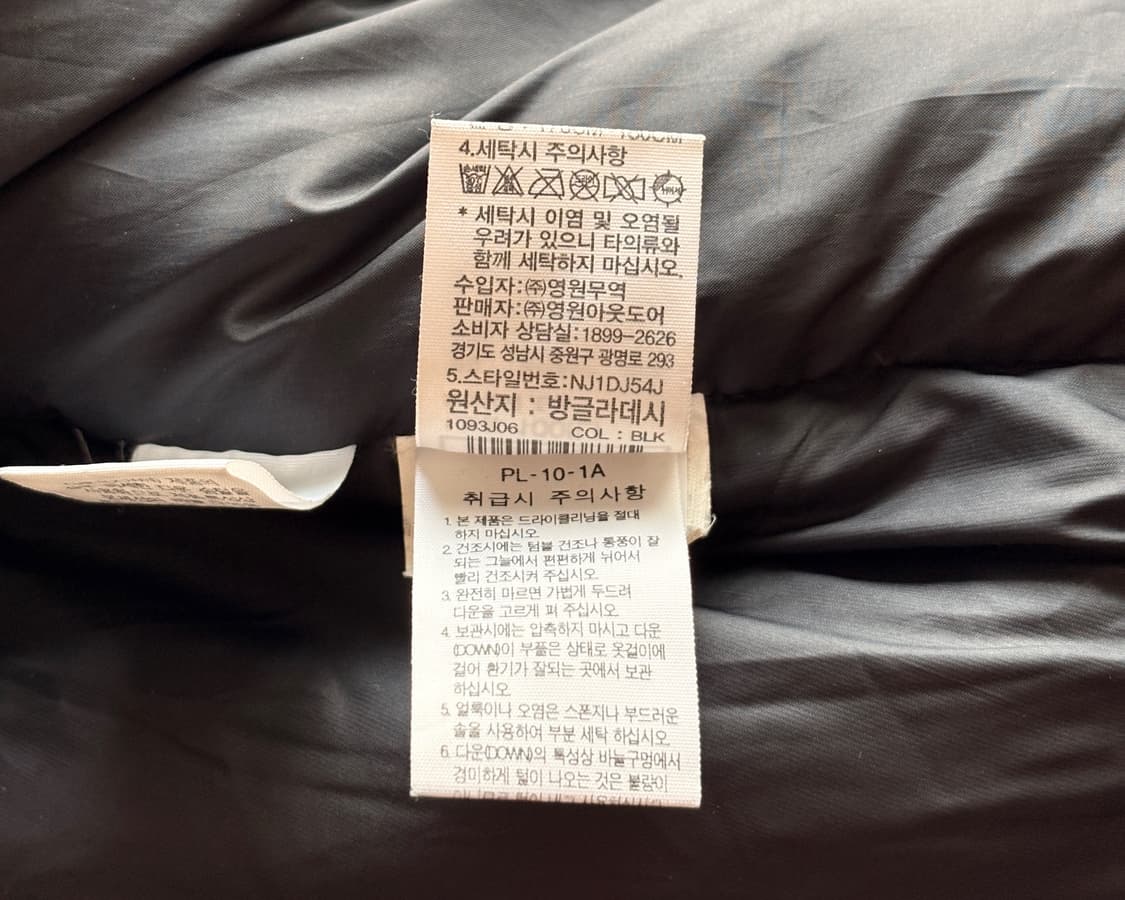 4.세탁시 주의사항
* 세탁시 이염 및 오염될
우려가 있으니 타의류와
함께 세탁하지 마십시오.
수입자:㈜영원무역
판매자:㈜영원아웃도어
소비자 상담실:1899-2626
경기도 성남시 중원구 광명로 293
5.스타일번호:NJ1DJ54J
원산지 : 방글라데시
1093J06 COL : BLK
PL-10-1A
취급시 주의사항
1. 본 제품은 드라이클리닝을 절대
하지 마십시오.
2. 건조시에는 텀블 건조나 통풍이 잘
되는 그늘에서 편편하게 뉘어서
빨리 건조시켜 주십시오.
3. 완전히 마르면 가볍게 두드려
다운을 고르게 펴 주십시오.
4. 보관시에는 압축하지 마시고 다운
(DOWN)이 부풀은 상태로 옷걸이에
걸어 환기가 잘되는 곳에서 보관
하십시오.
5. 얼룩이나 오염은 스폰지나 부드러운
솔을 사용하여 부분 세탁 하십시오.
6. 다운(DOWN)의 특성상 바늘구멍에서
경미하게 털이 나오는 것은 불량이